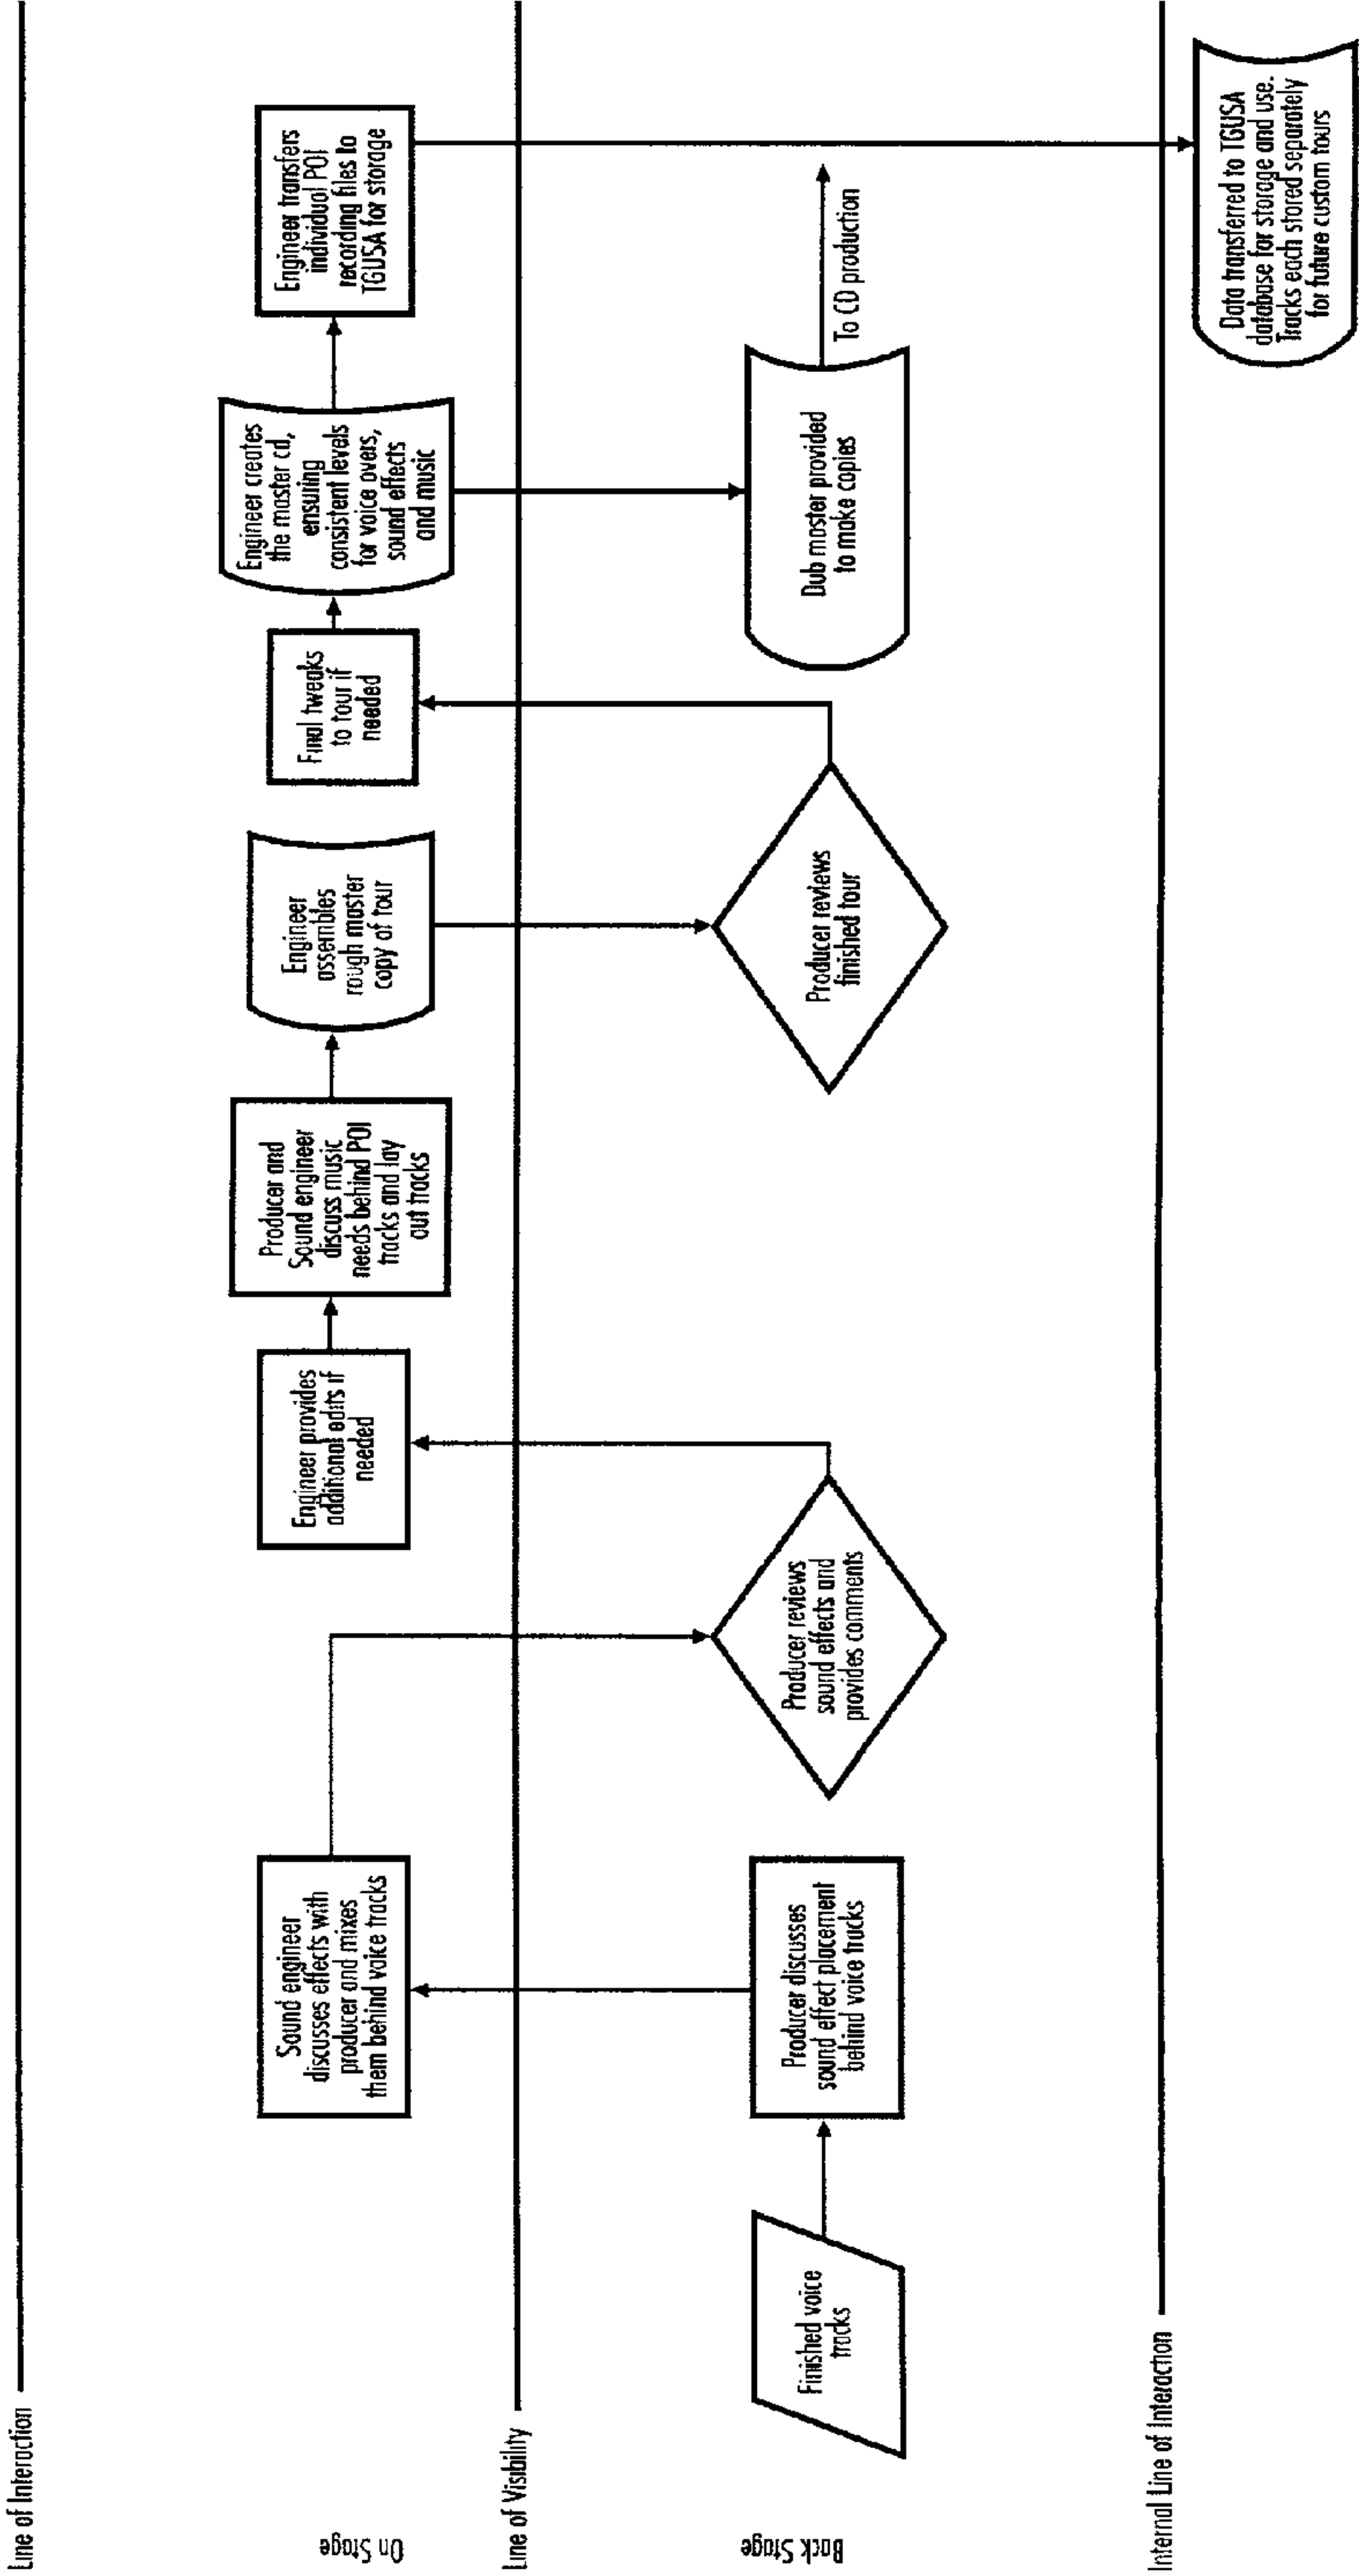 Line of Interaction
On Stage
Sound engineer
discusses effects with
producer and mixes
them behind voice tracks
Engineer provides
additional edits if
needed
Producer and
Sound engineer
discuss music
needs behind POI
tracks and lay
out tracks
Engineer
assembles
rough master
copy of tour
Final tweaks
to tour if
needed
Engineer creates
the master cd,
ensuring
consistent levels
for voice overs,
sound effects
and music
Engineer transfers
individual POI
recording files to
TGUSA for storage
Line of Visibility
Back Stage
Finished voice
tracks
Producer discusses
sound effect placement
behind voice tracks
Producer reviews
sound effects and
provides comments
Producer reviews
finished tour
Dub master provided
to make copies
To CD production
Internal Line of Interaction
Data transferred to TGUSA
database for storage and use.
Tracks each stored separately
for future custom tours